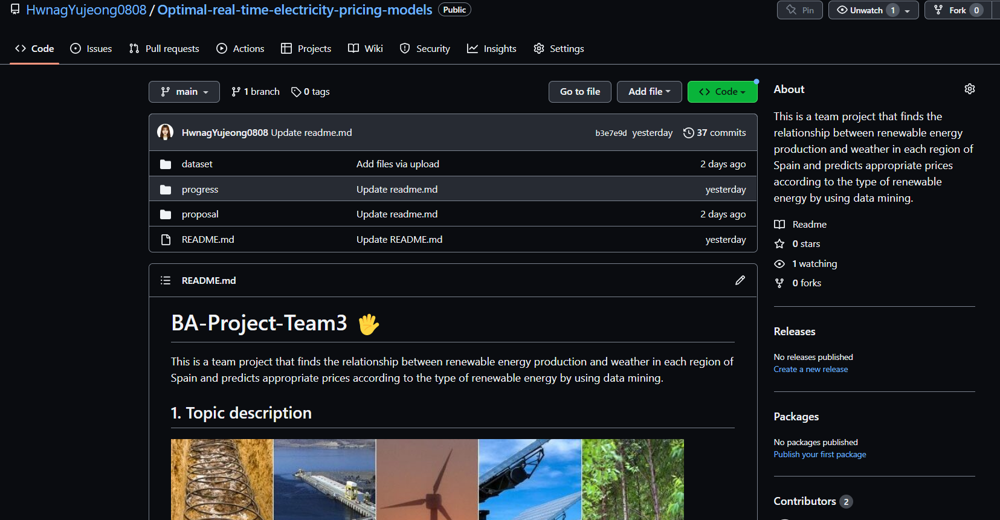 HwnagYujeong0808 / Optimal-real-time-electricity-pricing-models Public
Pin
Unwatch 1
Fork 0
Code
Issues
Pull requests
Actions
Projects
Wiki
Security
Insights
Settings
main
1 branch
0 tags
Go to file
Add file
Code
HwnagYujeong0808 Update readme.md
b3e7e9d yesterday
37 commits
dataset Add files via upload 2 days ago
progress Update readme.md yesterday
proposal Update readme.md 2 days ago
README.md Update README.md yesterday
README.md
BA-Project-Team3 🖐
This is a team project that finds the relationship between renewable energy production and weather in each region of
Spain and predicts appropriate prices according to the type of renewable energy by using data mining.
1. Topic description
About
This is a team project that finds the
relationship between renewable energy
production and weather in each region of
Spain and predicts appropriate prices
according to the type of renewable
energy by using data mining.
Readme
0 stars
1 watching
0 forks
Releases
No releases published
Create a new release
Packages
No packages published
Publish your first package
Contributors 2